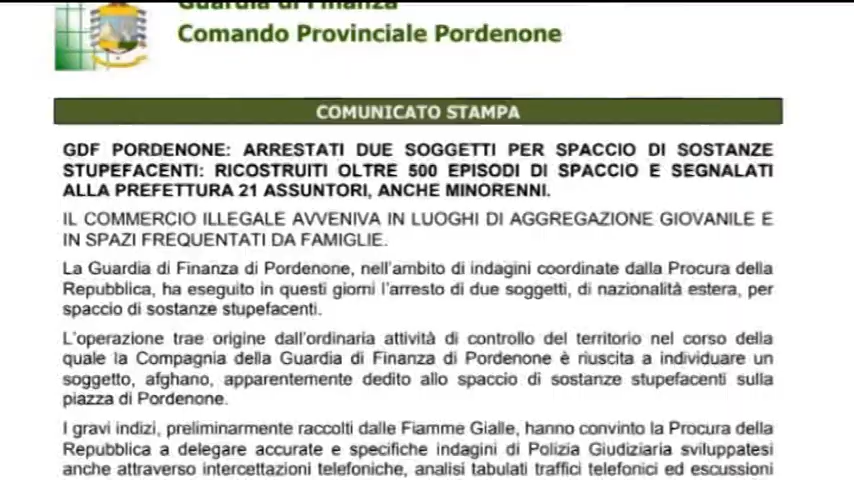 Guardia di Finanza
Comando Provinciale Pordenone
COMUNICATO STAMPA
GDF PORDENONE: ARRESTATI DUE SOGGETTI PER SPACCIO DI SOSTANZE
STUPEFACENTI: RICOSTRUITI OLTRE 500 EPISODI DI SPACCIO E SEGNALATI
ALLA PREFETTURA 21 ASSUNTORI, ANCHE MINORENNI.
IL COMMERCIO ILLEGALE AVVENIVA IN LUOGHI DI AGGREGAZIONE GIOVANILE E
IN SPAZI FREQUENTATI DA FAMIGLIE.
La Guardia di Finanza di Pordenone, nell'ambito di indagini coordinate dalla Procura della
Repubblica, ha eseguito in questi giorni l'arresto di due soggetti, di nazionalità estera, per
spaccio di sostanze stupefacenti.
L'operazione trae origine dall'ordinaria attività di controllo del territorio nel corso della
quale la Compagnia della Guardia di Finanza di Pordenone è riuscita a individuare un
soggetto, afghano, apparentemente dedito allo spaccio di sostanze stupefacenti sulla
piazza di Pordenone.
I gravi indizi, preliminarmente raccolti dalle Fiamme Gialle, hanno convinto la Procura della
Repubblica a delegare accurate e specifiche indagini di Polizia Giudiziaria sviluppatesi
anche attraverso intercettazioni telefoniche, analisi tabulati traffici telefonici ed escussioni